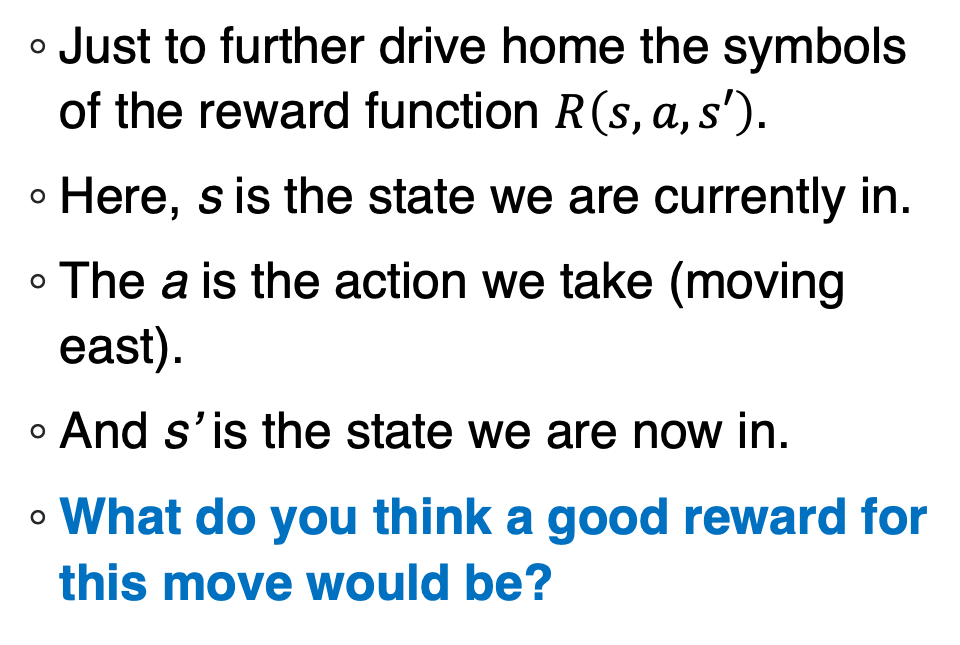 ◦ Just to further drive home the symbols
of the reward function R(s, a, s′).
◦ Here, s is the state we are currently in.
◦ The a is the action we take (moving
east).
◦ And s’ is the state we are now in.
◦ What do you think a good reward for
this move would be?